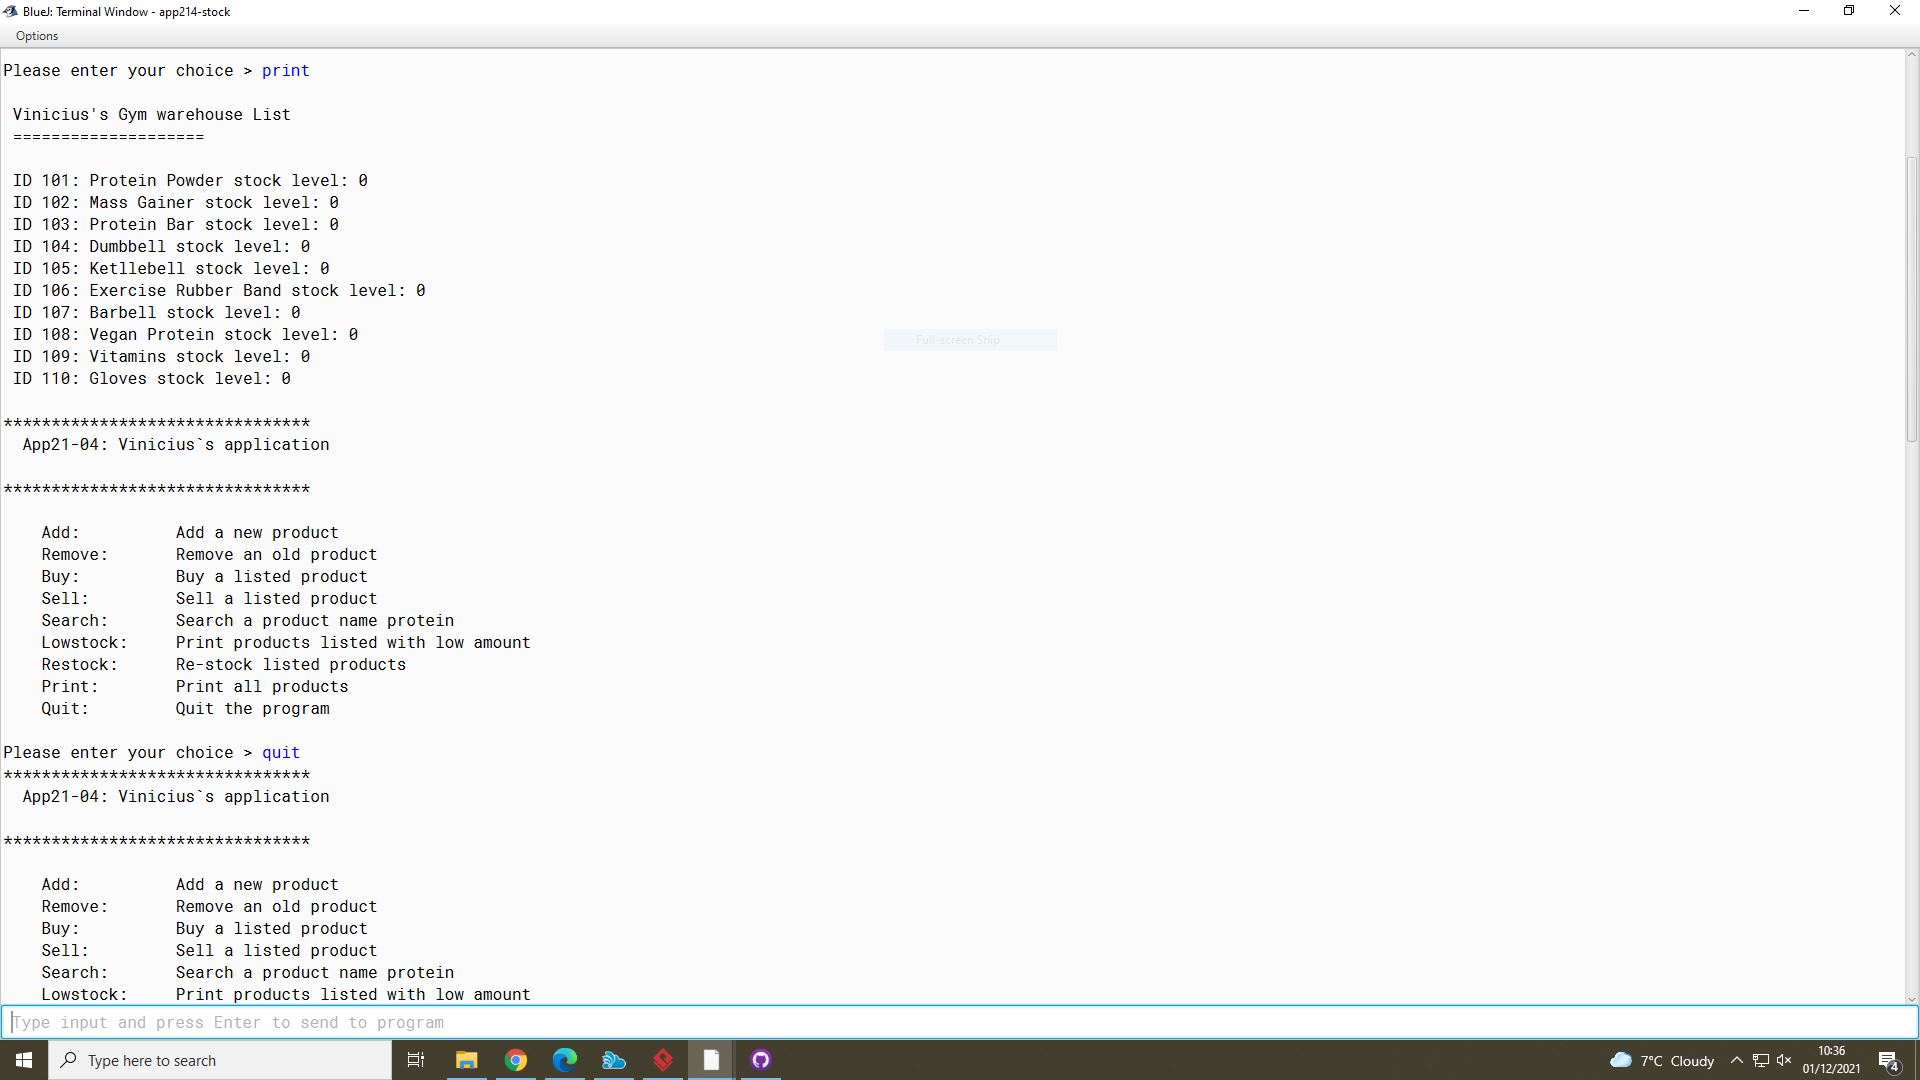 BlueJ: Terminal Window - app214-stock
Options
Please enter your choice > print
Vinicius's Gym warehouse List
====================
ID 101: Protein Powder stock level: 0
ID 102: Mass Gainer stock level: 0
ID 103: Protein Bar stock level: 0
ID 104: Dumbbell stock level: 0
ID 105: Ketllebell stock level: 0
ID 106: Exercise Rubber Band stock level: 0
ID 107: Barbell stock level: 0
ID 108: Vegan Protein stock level: 0
Full-screen Snip
ID 109: Vitamins stock level: 0
ID 110: Gloves stock level: 0
********************************
App21-04: Vinicius`s application
********************************
Add: Add a new product
Remove: Remove an old product
Buy: Buy a listed product
Sell: Sell a listed product
Search: Search a product name protein
Lowstock: Print products listed with low amount
Restock: Re-stock listed products
Print: Print all products
Quit: Quit the program
Please enter your choice > quit
********************************
App21-04: Vinicius`s application
********************************
Add: Add a new product
Remove: Remove an old product
Buy: Buy a listed product
Sell: Sell a listed product
Search: Search a product name protein
Lowstock: Print products listed with low amount
Type input and press Enter to send to program
Type here to search
7°C Cloudy
10:36
01/12/2021
4